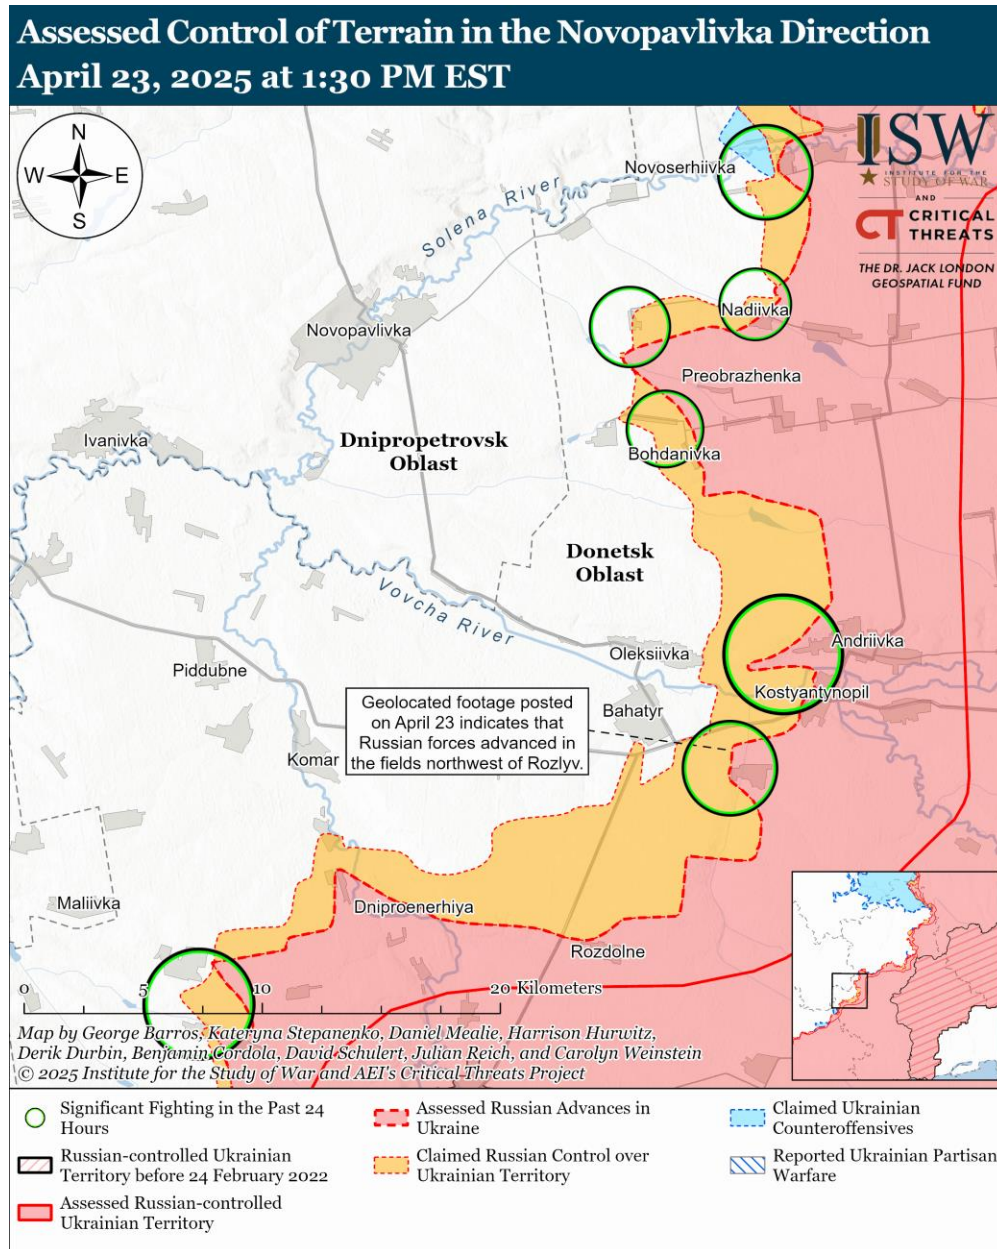 Assessed Control of Terrain in the Novopavlivka Direction
April 23, 2025 at 1:30 PM EST
N
W E
S
ISW
INSTITUTE FOR THE
STUDY OF WAR
AND
CT CRITICAL
THREATS
THE DR. JACK LONDON
GEOSPATIAL FUND
Novoserhiivka
Solena River
Nadiivka
Novopavlivka
Preobrazhenka
Ivanivka
Dnipropetrovsk
Oblast
Bohdanivka
Donetsk
Oblast
Vovcha River
Andriivka
Oleksiivka
Piddubne
Kostyantynopil
Geolocated footage posted
on April 23 indicates that
Russian forces advanced in
the fields northwest of Rozlyv.
Bahatyr
Komar
Maliivka
Dniproenerhiya
Rozdolne
0 5 10 20 Kilometers
Map by George Barros, Kateryna Stepanenko, Daniel Mealie, Harrison Hurwitz,
Derik Durbin, Benjamin Cordola, David Schulert, Julian Reich, and Carolyn Weinstein
© 2025 Institute for the Study of War and AEI's Critical Threats Project
Significant Fighting in the Past 24
Hours
Russian-controlled Ukrainian
Territory before 24 February 2022
Assessed Russian-controlled
Ukrainian Territory
Assessed Russian Advances in
Ukraine
Claimed Russian Control over
Ukrainian Territory
Claimed Ukrainian
Counteroffensives
Reported Ukrainian Partisan
Warfare